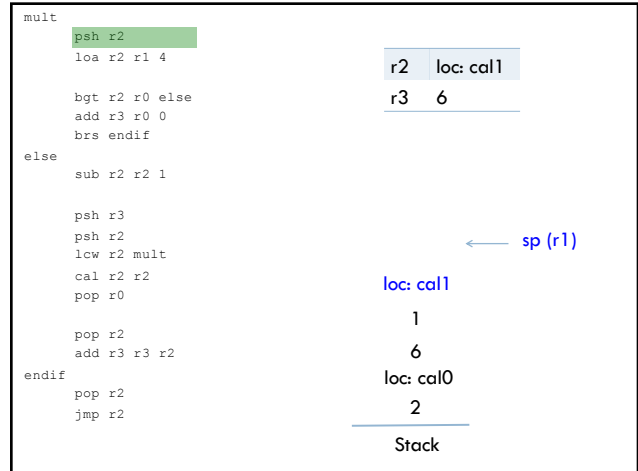 mult
psh r2
loa r2 r1 4
bgt r2 r0 else
add r3 r0 0
brs endif
else
sub r2 r2 1
psh r3
psh r2
lcw r2 mult
cal r2 r2
pop r0
pop r2
add r3 r3 r2
endif
pop r2
jmp r2
r2 loc: cal1
r3 6
sp (r1)
loc: cal1
1
6
loc: cal0
2
Stack